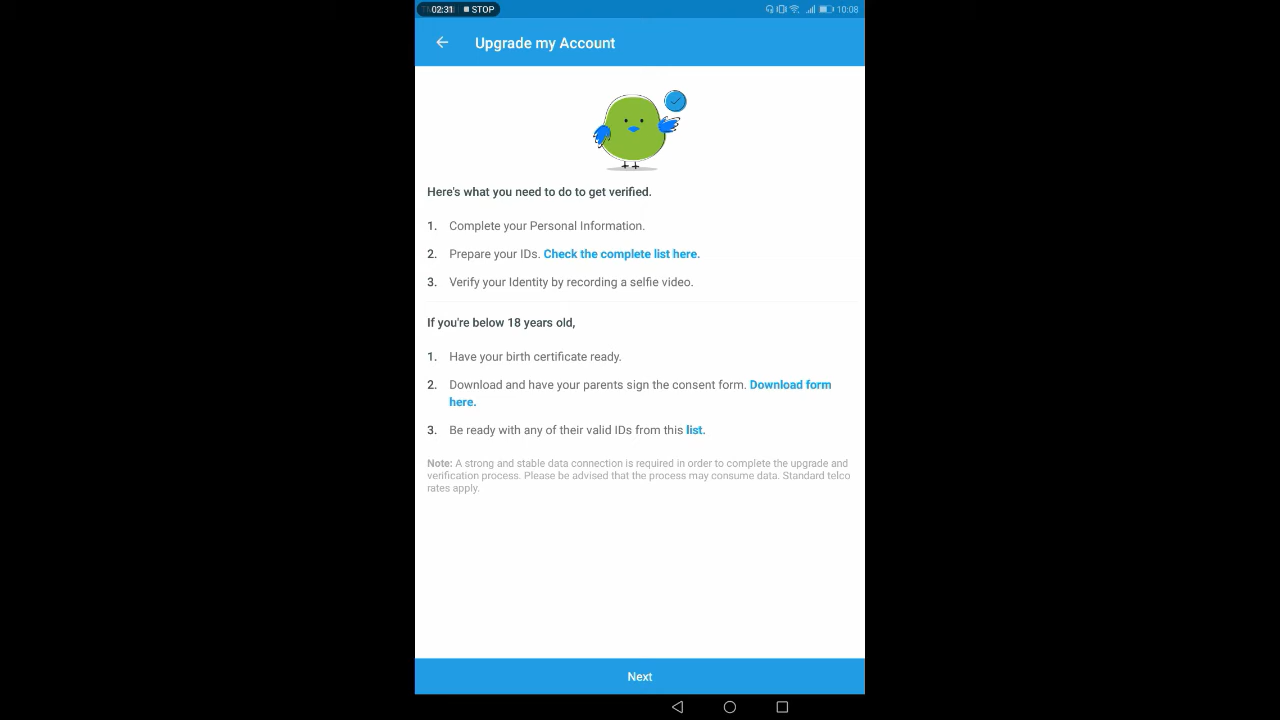 02:31 STOP 10:08
Upgrade my Account
Here's what you need to do to get verified.
1. Complete your Personal Information.
2. Prepare your IDs. Check the complete list here.
3. Verify your Identity by recording a selfie video.
If you're below 18 years old,
1. Have your birth certificate ready.
2. Download and have your parents sign the consent form. Download form
here.
3. Be ready with any of their valid IDs from this list.
Note: A strong and stable data connection is required in order to complete the upgrade and
verification process. Please be advised that the process may consume data. Standard telco
rates apply.
Next